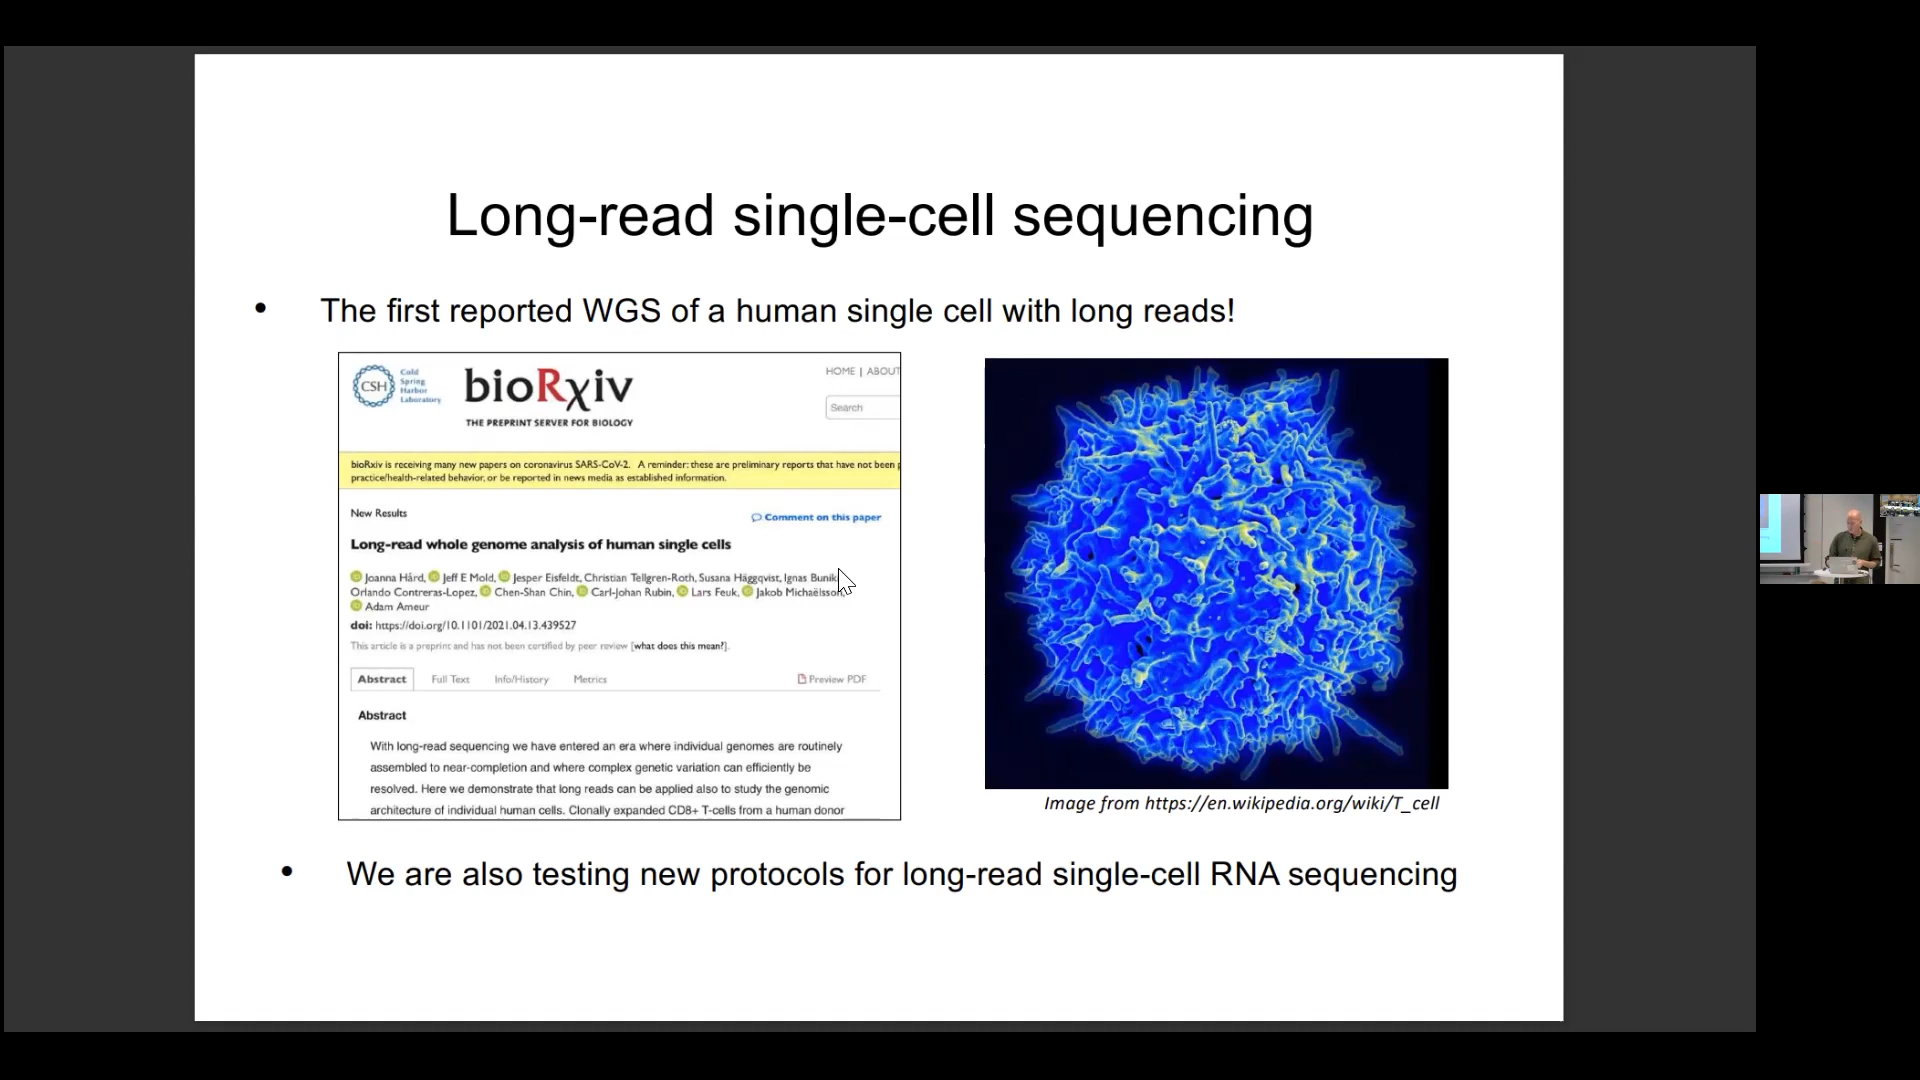 Long-read single-cell sequencing
• The first reported WGS of a human single cell with long reads!
CSH
Cold
Spring
Harbor
Laboratory
bioRχiv
THE PREPRINT SERVER FOR BIOLOGY
HOME | ABOUT
Search
bioRxiv is receiving many new papers on coronavirus SARS-CoV-2. A reminder: these are preliminary reports that have not been
practice/health-related behavior, or be reported in news media as established information.
New Results
Comment on this paper
Long-read whole genome analysis of human single cells
Joanna Hård, Jeff E Mold, Jesper Eisfeldt, Christian Tellgren-Roth, Susana Häggqvist, Ignas Bunik
Orlando Contreras-Lopez, Chen-Shan Chin, Carl-Johan Rubin, Lars Feuk, Jakob Michaëlsson,
Adam Ameur
doi: https://doi.org/10.1101/2021.04.13.439527
This article is a preprint and has not been certified by peer review [what does this mean?].
Abstract Full Text Info/History Metrics Preview PDF
Abstract
With long-read sequencing we have entered an era where individual genomes are routinely
assembled to near-completion and where complex genetic variation can efficiently be
resolved. Here we demonstrate that long reads can be applied also to study the genomic
architecture of individual human cells. Clonally expanded CD8+ T-cells from a human donor
Image from https://en.wikipedia.org/wiki/T_cell
• We are also testing new protocols for long-read single-cell RNA sequencing